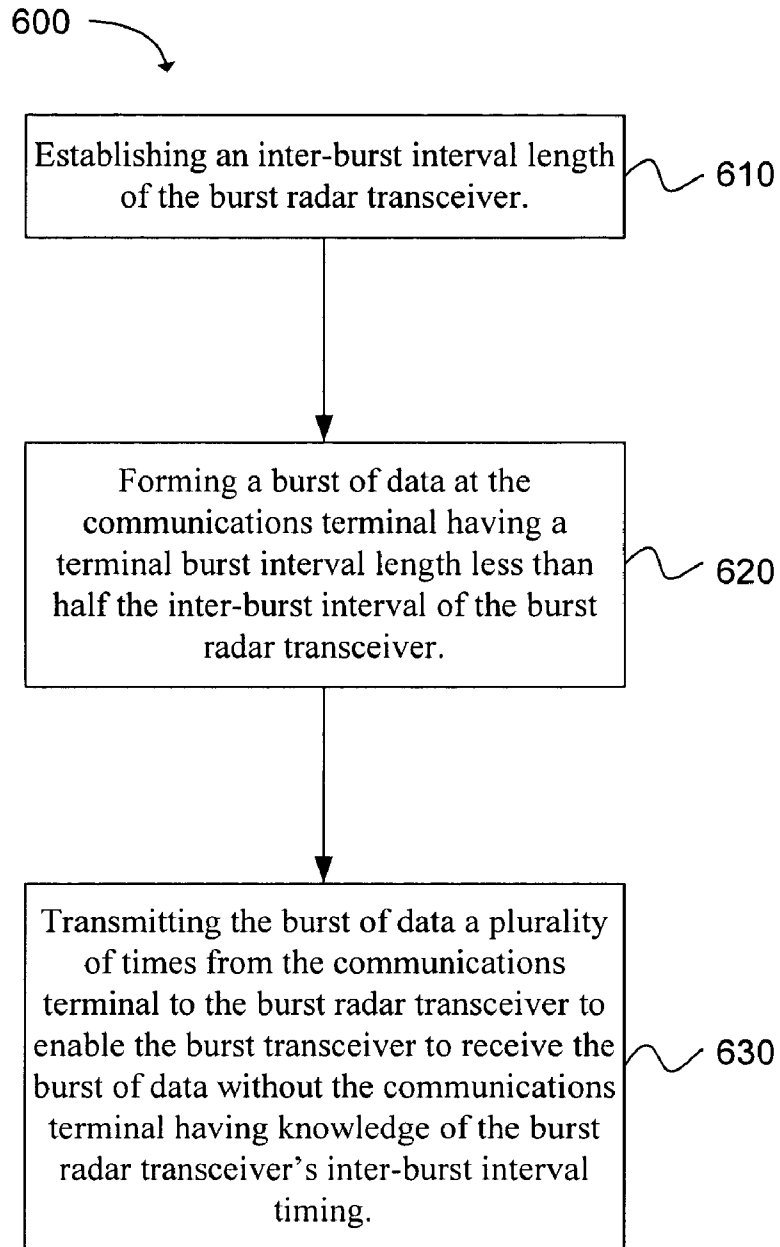 600
Establishing an inter-burst interval length
of the burst radar transceiver.
610
Forming a burst of data at the
communications terminal having a
terminal burst interval length less than
half the inter-burst interval of the burst
radar transceiver.
620
Transmitting the burst of data a plurality
of times from the communications
terminal to the burst radar transceiver to
enable the burst transceiver to receive the
burst of data without the communications
terminal having knowledge of the burst
radar transceiver's inter-burst interval
timing.
630